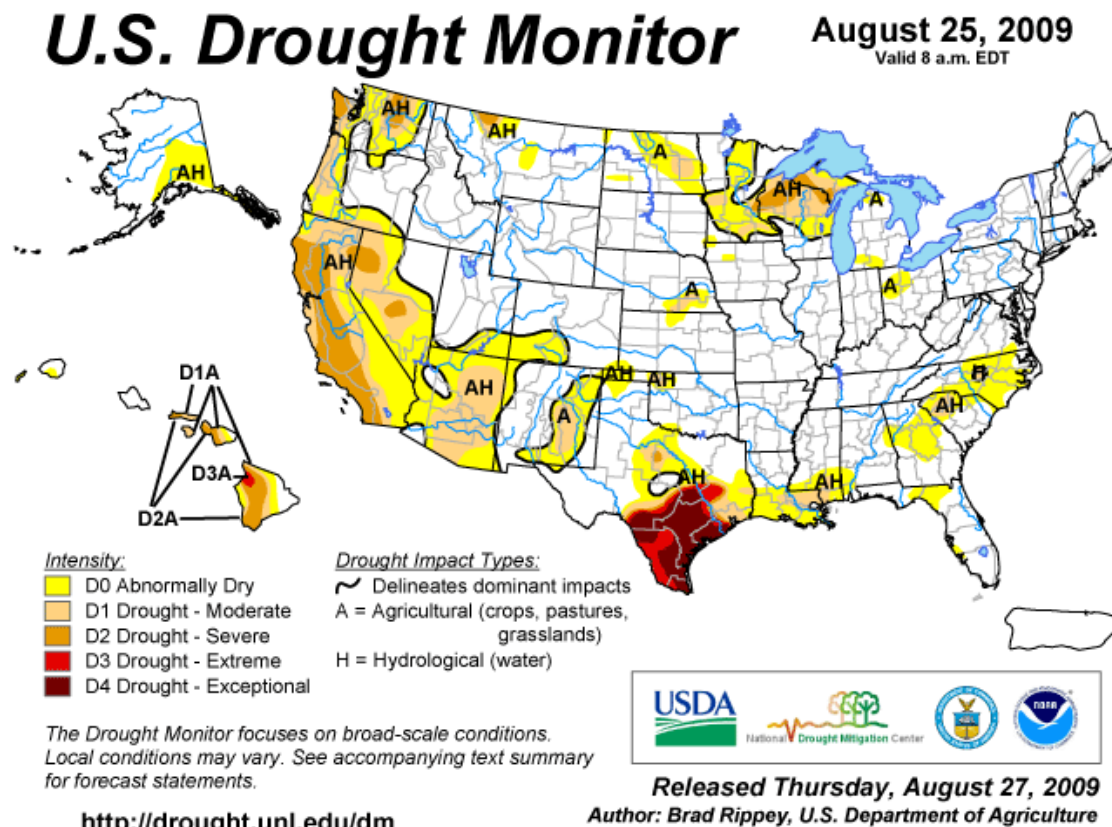 U.S. Drought Monitor
August 25, 2009
Valid 8 a.m. EDT
AH
AH
AH
A
AH
A
AH
A
A
AH
A
AH
AH
H
AH
AH
AH
D1A
D3A
D2A
Intensity:
D0 Abnormally Dry
D1 Drought - Moderate
D2 Drought - Severe
D3 Drought - Extreme
D4 Drought - Exceptional
Drought Impact Types:
Delineates dominant impacts
A = Agricultural (crops, pastures,
grasslands)
H = Hydrological (water)
The Drought Monitor focuses on broad-scale conditions.
Local conditions may vary. See accompanying text summary
for forecast statements.
http://drought.unl.edu/dm
USDA
National Drought Mitigation Center
noaa
Released Thursday, August 27, 2009
Author: Brad Rippey, U.S. Department of Agriculture